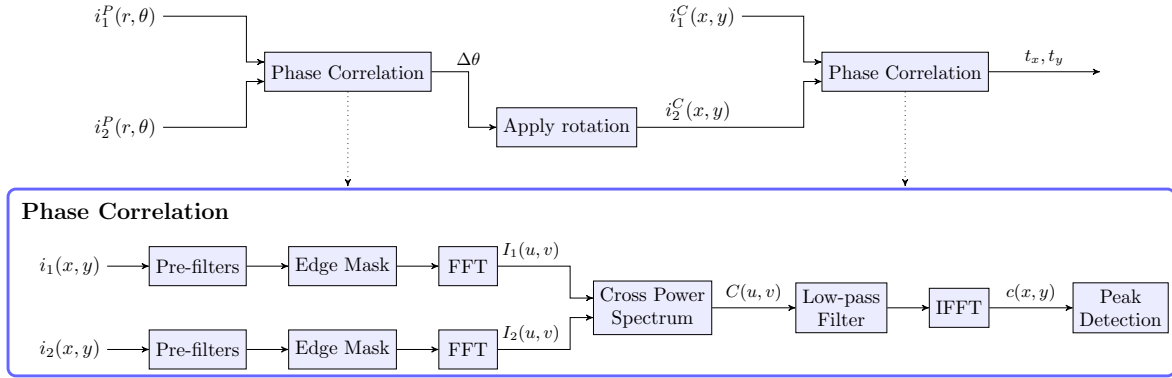 i_1^P(r, θ)
i_1^C(x, y)
Phase Correlation
Δθ
Phase Correlation
t_x, t_y
i_2^P(r, θ)
Apply rotation
i_2^C(x, y)
Phase Correlation
i_1(x, y)
Pre-filters
Edge Mask
FFT
I_1(u, v)
Cross Power
Spectrum
C(u, v)
Low-pass
Filter
IFFT
c(x, y)
Peak
Detection
i_2(x, y)
Pre-filters
Edge Mask
FFT
I_2(u, v)